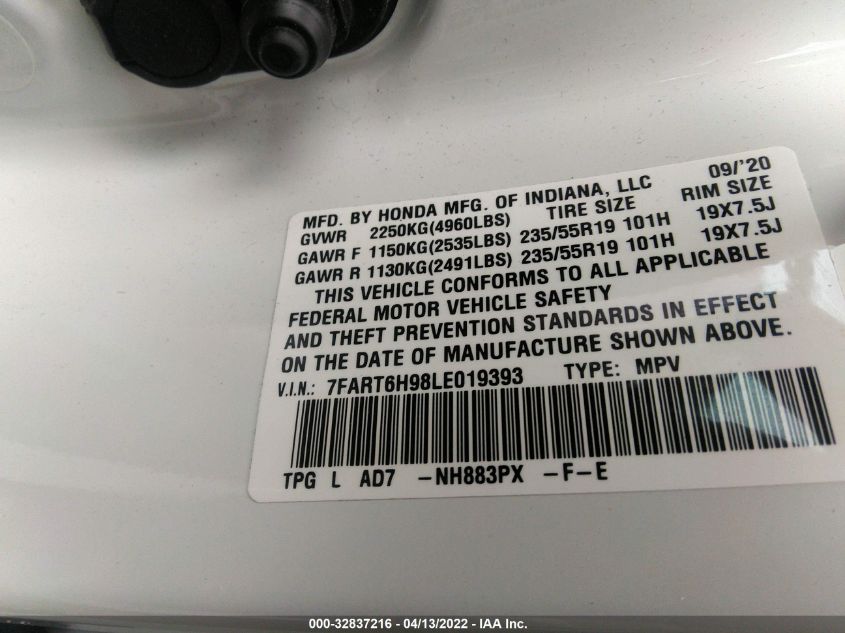 MFD. BY HONDA MFG. OF INDIANA, LLC 09/'20
GVWR 2250KG(4960LBS) TIRE SIZE RIM SIZE
GAWR F 1150KG(2535LBS) 235/55R19 101H 19X7.5J
GAWR R 1130KG(2491LBS) 235/55R19 101H 19X7.5J
THIS VEHICLE CONFORMS TO ALL APPLICABLE
FEDERAL MOTOR VEHICLE SAFETY
AND THEFT PREVENTION STANDARDS IN EFFECT
ON THE DATE OF MANUFACTURE SHOWN ABOVE.
V.I.N.: 7FART6H98LE019393 TYPE: MPV
TPG L AD7 -NH883PX -F-E
000-32837216 - 04/13/2022 - IAA Inc.